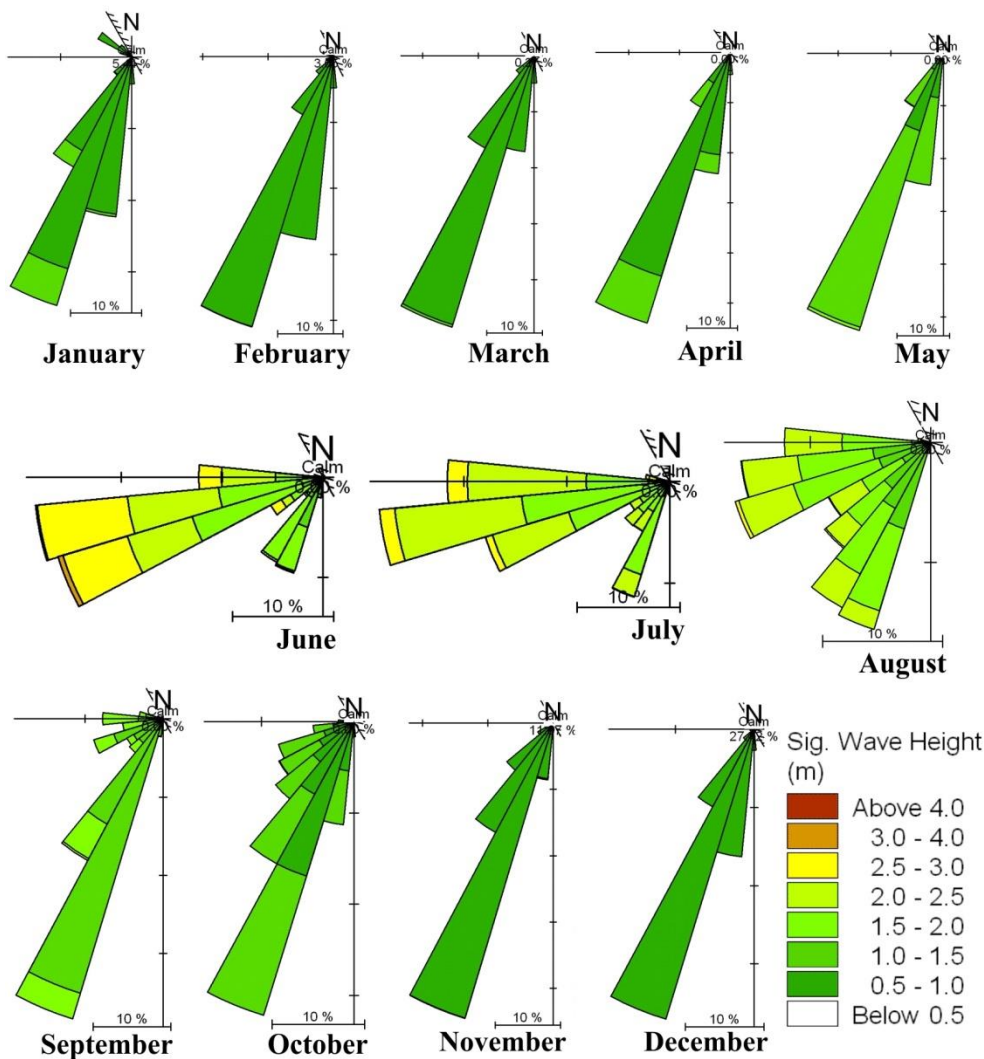 N
Calm
%
10 %
January
N
Calm
%
10 %
February
N
Calm
%
10 %
March
N
Calm
%
10 %
April
N
Calm
%
10 %
May
N
Calm
%
10 %
June
N
Calm
%
10 %
July
N
Calm
%
10 %
August
N
Calm
%
10 %
September
N
Calm
%
10 %
October
N
Calm
%
10 %
November
N
Calm
%
10 %
December
Sig. Wave Height
(m)
Above 4.0
3.0 - 4.0
2.5 - 3.0
2.0 - 2.5
1.5 - 2.0
1.0 - 1.5
0.5 - 1.0
Below 0.5